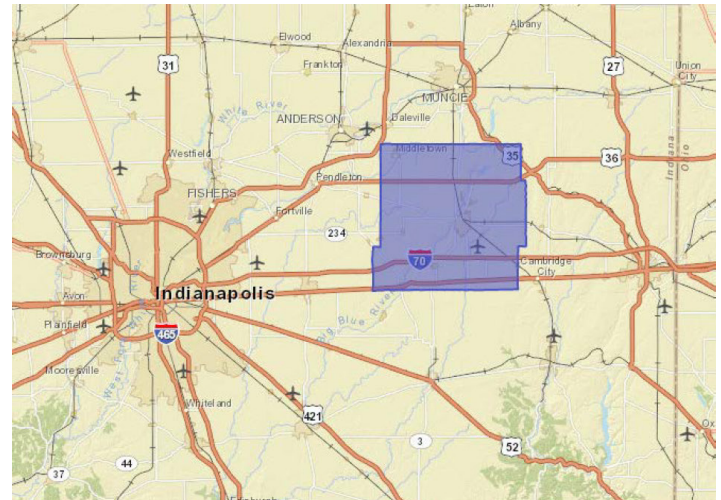 Eaton
Albany
Elwood
Alexandria
31
Frankton
27
Union
City
White River
MUNCIE
ANDERSON
Daleville
Westfield
Middletown
35
36
Indiana
Ohio
Pendleton
FISHERS
Fortville
234
Brownsburg
70
Cambridge
City
Avon
Indianapolis
Plainfield
465
Big Blue River
Mooresville
Whiteland
421
3
52
44
37
Edinburgh